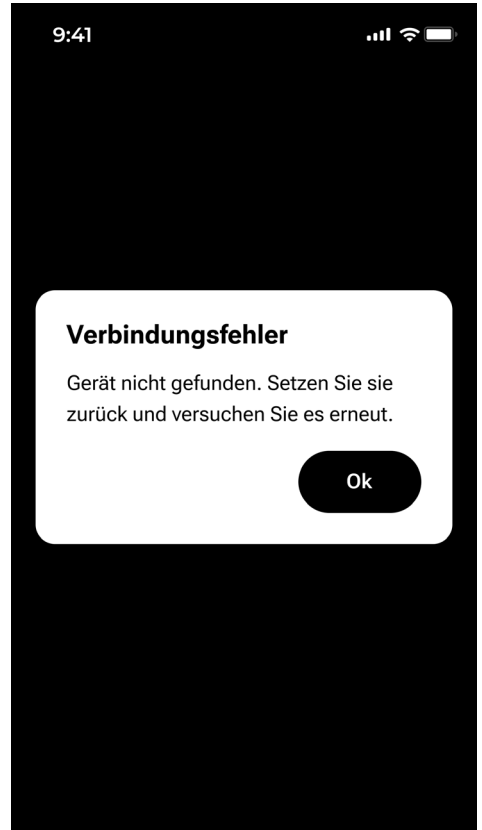 9:41
Verbindungsfehler
Gerät nicht gefunden. Setzen Sie sie
zurück und versuchen Sie es erneut.
Ok